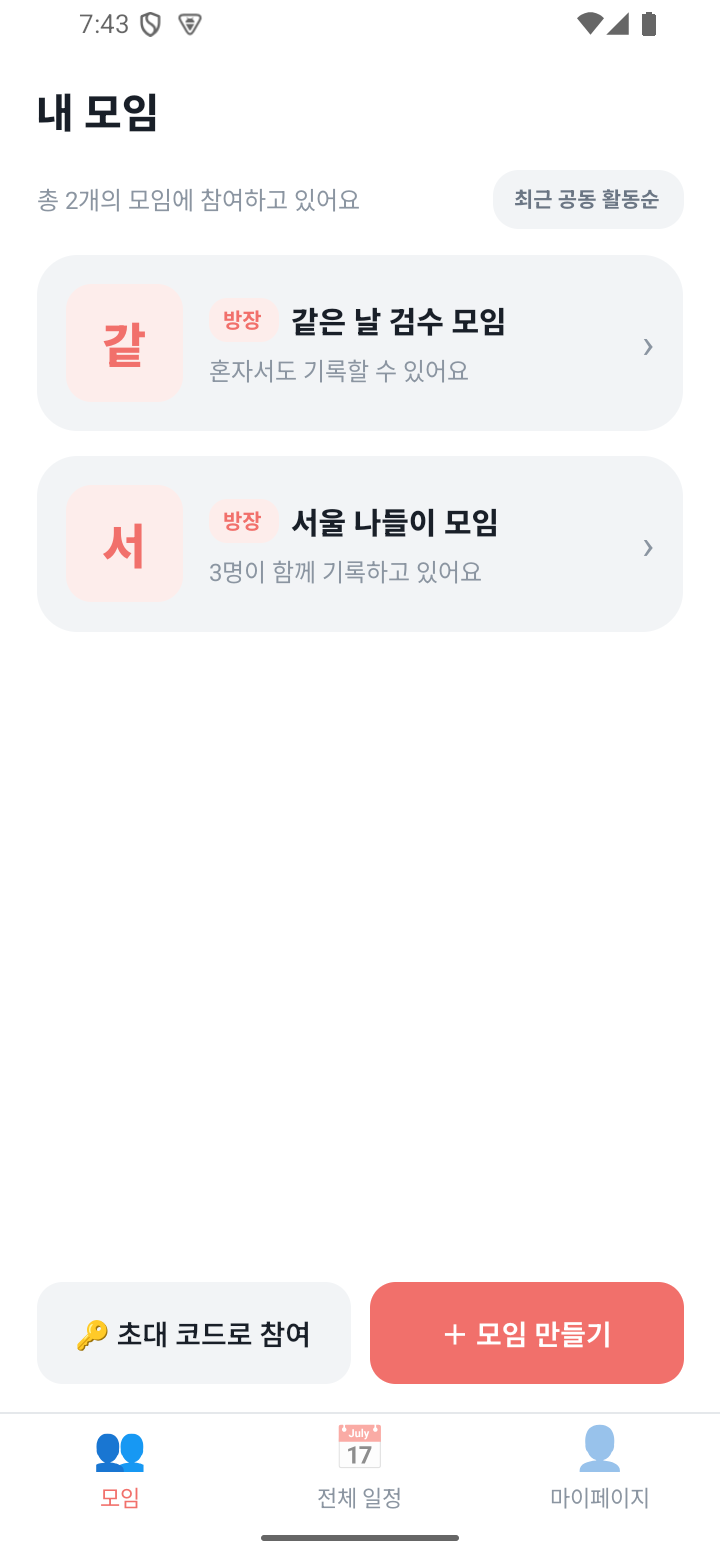 7:43
내 모임
총 2개의 모임에 참여하고 있어요
최근 공동 활동순
같
방장 같은 날 검수 모임
혼자서도 기록할 수 있어요
›
서
방장 서울 나들이 모임
3명이 함께 기록하고 있어요
›
🔑 초대 코드로 참여
+ 모임 만들기
July
17
모임
전체 일정
마이페이지